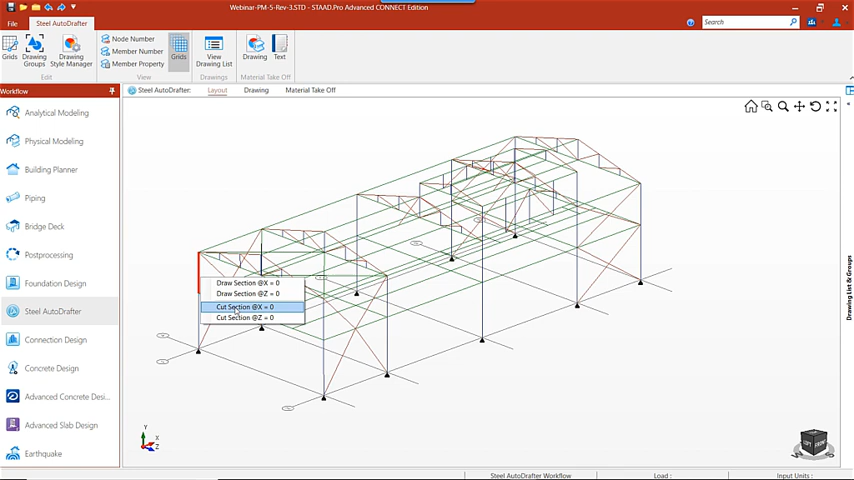 Webinar-PM-5-Rev-3.STD - STAAD.Pro Advanced CONNECT Edition
File
Steel AutoDrafter
Search
Grids
Drawing Groups
Drawing Style Manager
Node Number
Member Number
Member Property
Grids
View Drawing List
Drawing
Text
Edit
View
Drawings
Material Take Off
Workflow
Steel AutoDrafter:
Layout
Drawing
Material Take Off
Analytical Modeling
Physical Modeling
Building Planner
Piping
Bridge Deck
Postprocessing
Foundation Design
Steel AutoDrafter
Connection Design
Concrete Design
Advanced Concrete Desi...
Advanced Slab Design
Earthquake
Draw Section @X = 0
Draw Section @Z = 0
Cut Section @X = 0
Cut Section @Z = 0
Drawing List & Groups
Y
X
Z
LEFT
FRONT
Steel AutoDrafter Workflow
Load :
Input Units :